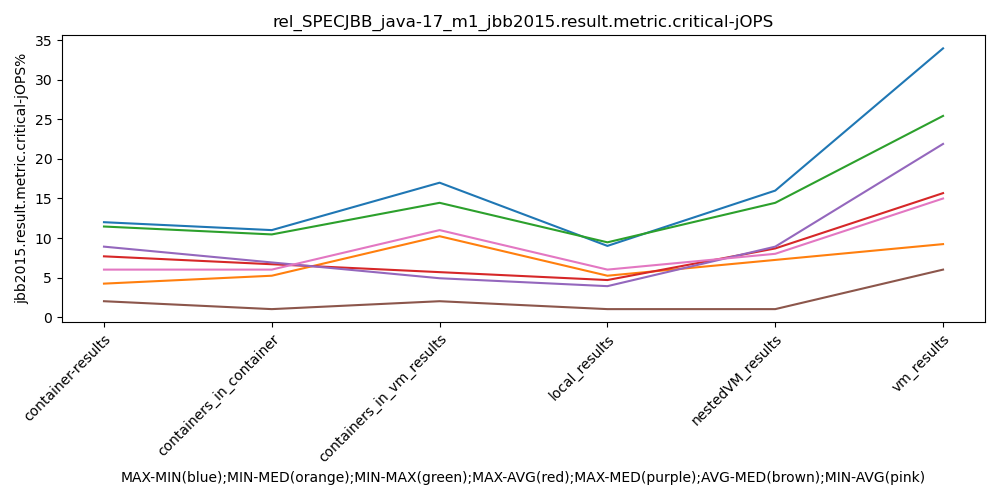 rel_SPECJBB_java-17_m1_jbb2015.result.metric.critical-jOPS
jbb2015.result.metric.critical-jOPS%
35
30
25
20
15
10
5
0
container-results
containers_in_container
containers_in_vm_results
local_results
nestedVM_results
vm_results
MAX-MIN(blue);MIN-MED(orange);MIN-MAX(green);MAX-AVG(red);MAX-MED(purple);AVG-MED(brown);MIN-AVG(pink)